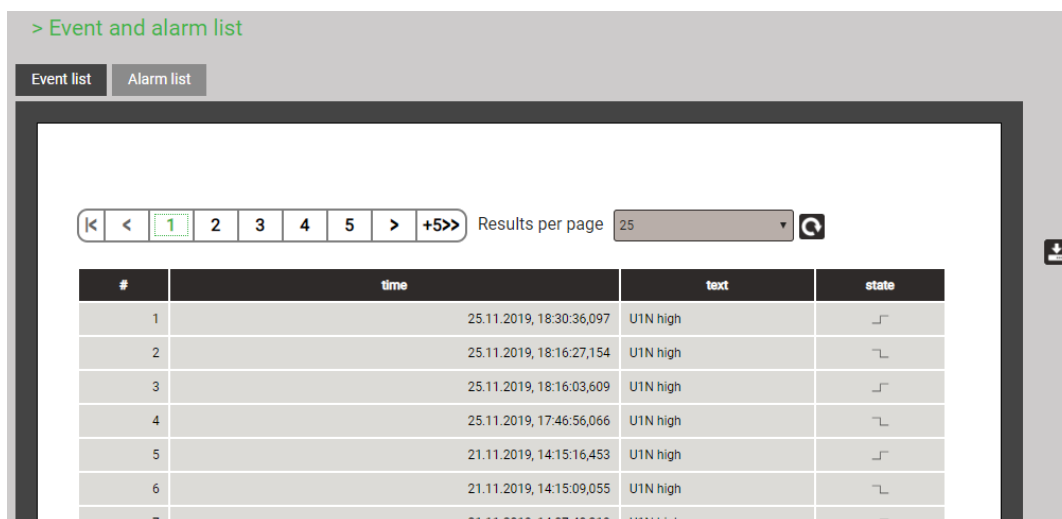 > Event and alarm list
Event list Alarm list
|< < 1 2 3 4 5 > +5>> Results per page 25
# time text state
1 25.11.2019, 18:30:36,097 U1N high
2 25.11.2019, 18:16:27,154 U1N high
3 25.11.2019, 18:16:03,609 U1N high
4 25.11.2019, 17:46:56,066 U1N high
5 21.11.2019, 14:15:16,453 U1N high
6 21.11.2019, 14:15:09,055 U1N high